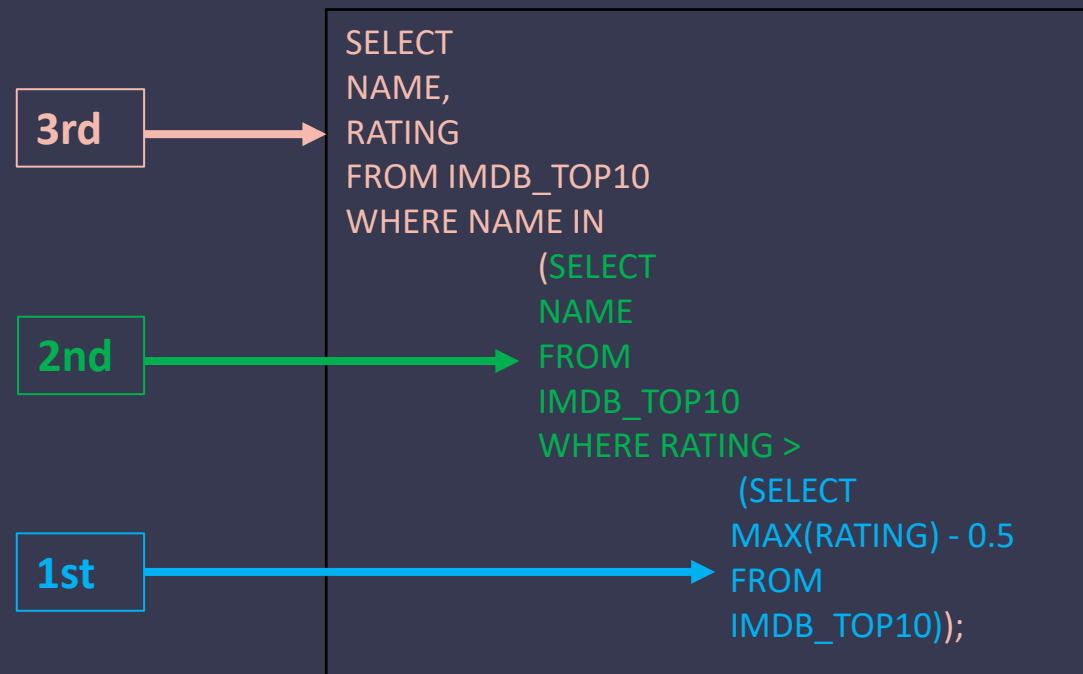 SELECT
NAME,
3rd
RATING
FROM IMDB_TOP10
WHERE NAME IN
(SELECT
NAME
2nd
FROM
IMDB_TOP10
WHERE RATING >
(SELECT
MAX(RATING) - 0.5
1st
FROM
IMDB_TOP10));